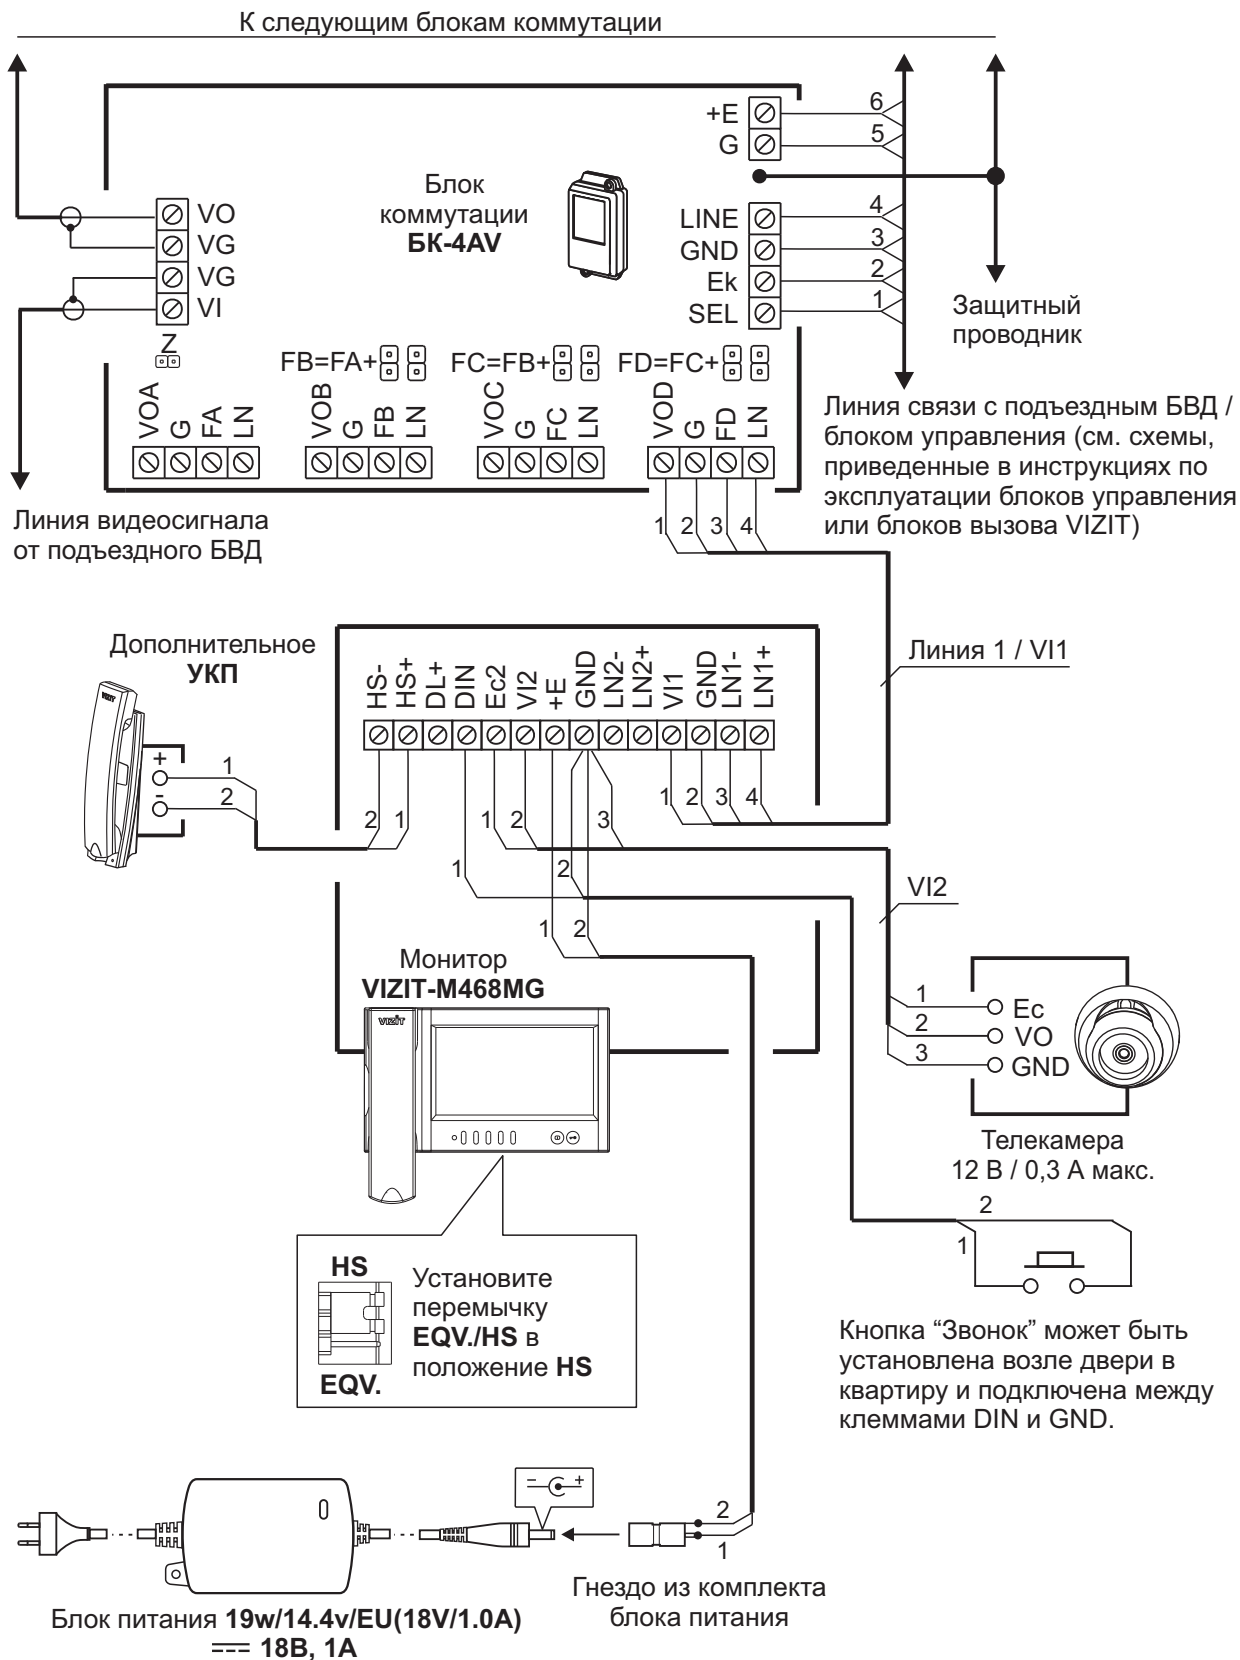 К следующим блокам коммутации
+E
G
6
5
Блок
коммутации
БК-4AV
VO
VG
VG
VI
LINE
GND
Ek
SEL
4
3
2
1
Защитный
проводник
Z
FB=FA+
FC=FB+
FD=FC+
VOA
G
FA
LN
VOB
G
FB
LN
VOC
G
FC
LN
VOD
G
FD
LN
1
2
3
4
Линия связи с подъездным БВД /
блоком управления (см. схемы,
приведенные в инструкциях по
эксплуатации блоков управления
или блоков вызова VIZIT)
Линия видеосигнала
от подъездного БВД
Дополнительное
УКП
VIZIT
+
-
1
2
HS-
HS+
DL+
DIN
Ec2
VI2
+E
GND
LN2-
LN2+
VI1
GND
LN1-
LN1+
Линия 1 / VI1
2
1
1
2
3
1
2
3
4
1
2
1
2
VI2
Монитор
VIZIT-M468MG
VIZIT
1
2
3
Ec
VO
GND
Телекамера
12 В / 0,3 А макс.
2
1
HS
EQV.
Установите
перемычку
EQV./HS в
положение HS
Кнопка “Звонок” может быть
установлена возле двери в
квартиру и подключена между
клеммами DIN и GND.
- +
2
1
Гнездо из комплекта
блока питания
Блок питания 19w/14.4v/EU(18V/1.0A)
18В, 1А